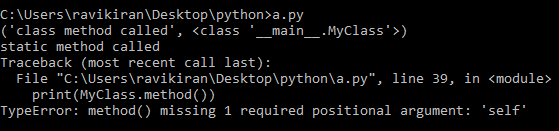 C:\Users\ravikiran\Desktop\python>a.py
('class method called', <class '__main__.MyClass'>)
static method called
Traceback (most recent call last):
  File "C:\Users\ravikiran\Desktop\python\a.py", line 39, in <module>
    print(MyClass.method())
TypeError: method() missing 1 required positional argument: 'self'